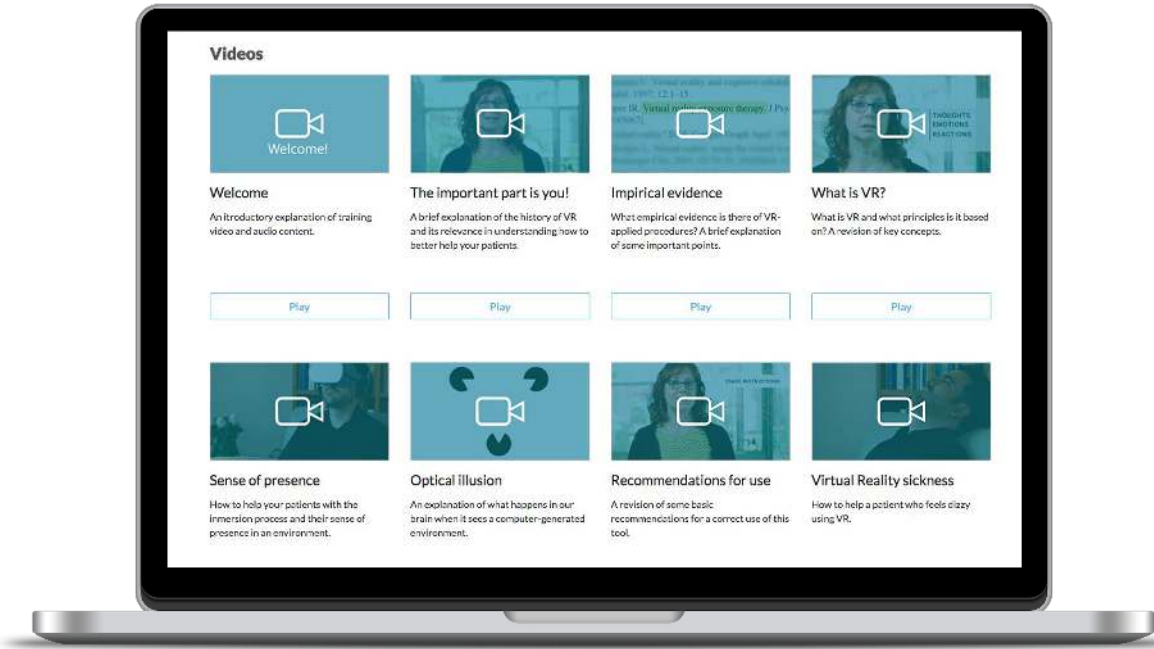 Videos
Welcome!
Virtual reality exposure therapy.
THOUGHTS
EMOTIONS
REACTIONS
Welcome
An itroductory explanation of training
video and audio content.
The important part is you!
A brief explanation of the history of VR
and its relevance in understanding how to
better help your patients.
Impirical evidence
What empirical evidence is there of VR-
applied procedures? A brief explanation
of some important points.
What is VR?
What is VR and what principles is it based
on? A revision of key concepts.
Play
Play
Play
Play
Sense of presence
How to help your patients with the
inmersion process and their sense of
presence in an environment.
Optical illusion
An explanation of what happens in our
brain when it sees a computer-generated
environment.
Recommendations for use
A revision of some basic
recommendations for a correct use of this
tool.
Virtual Reality sickness
How to help a patient who feels dizzy
using VR.